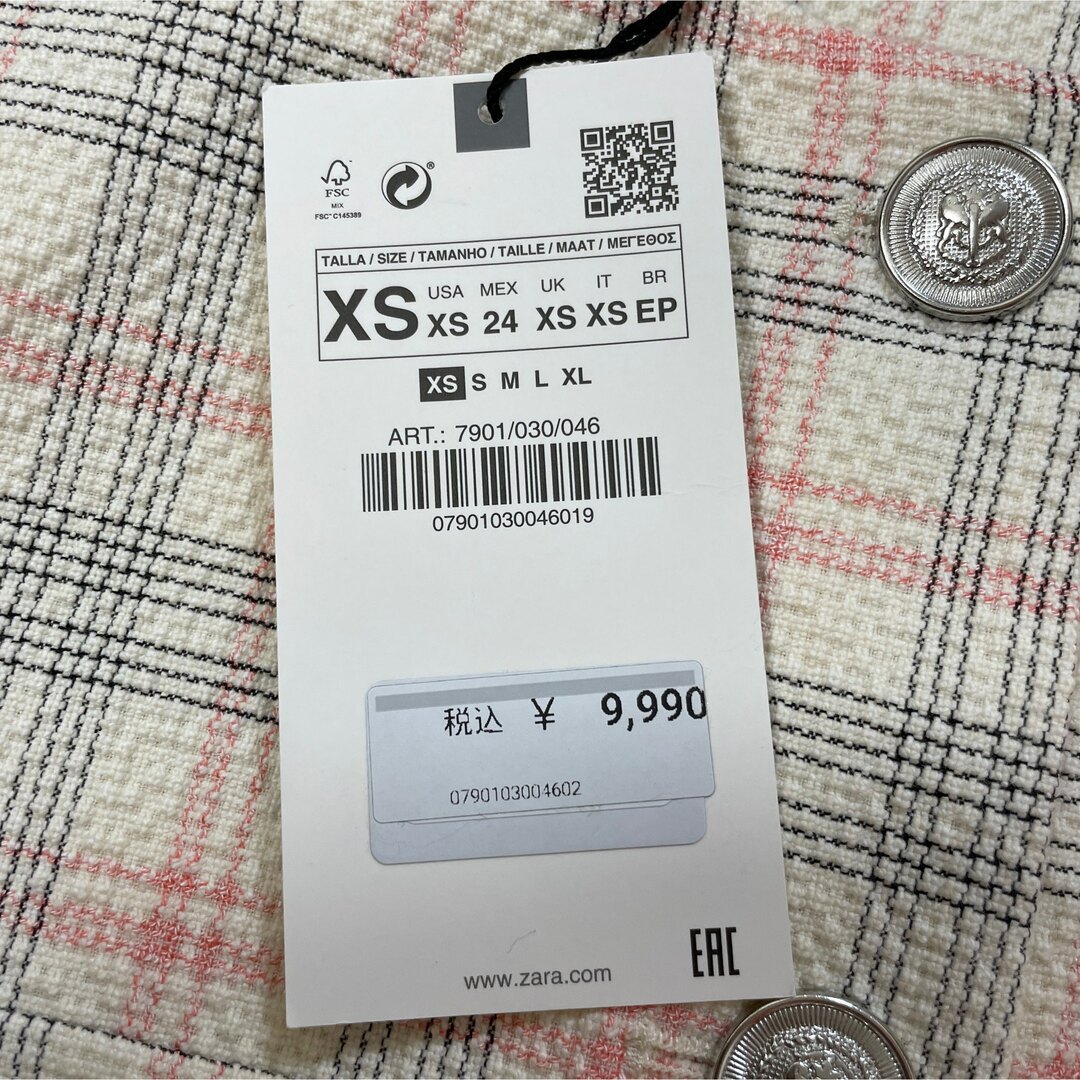 FSC
MIX
FSC™ C145389
®
TALLA / SIZE / TAMANHO / TAILLE / MAAT / ΜΕΓΕΘΟΣ
XS
USA MEX UK IT BR
XS 24 XS XS EP
XS S M L XL
ART.: 7901/030/046
07901030046019
税込 ¥ 9,990
0790103004602
www.zara.com
EAC